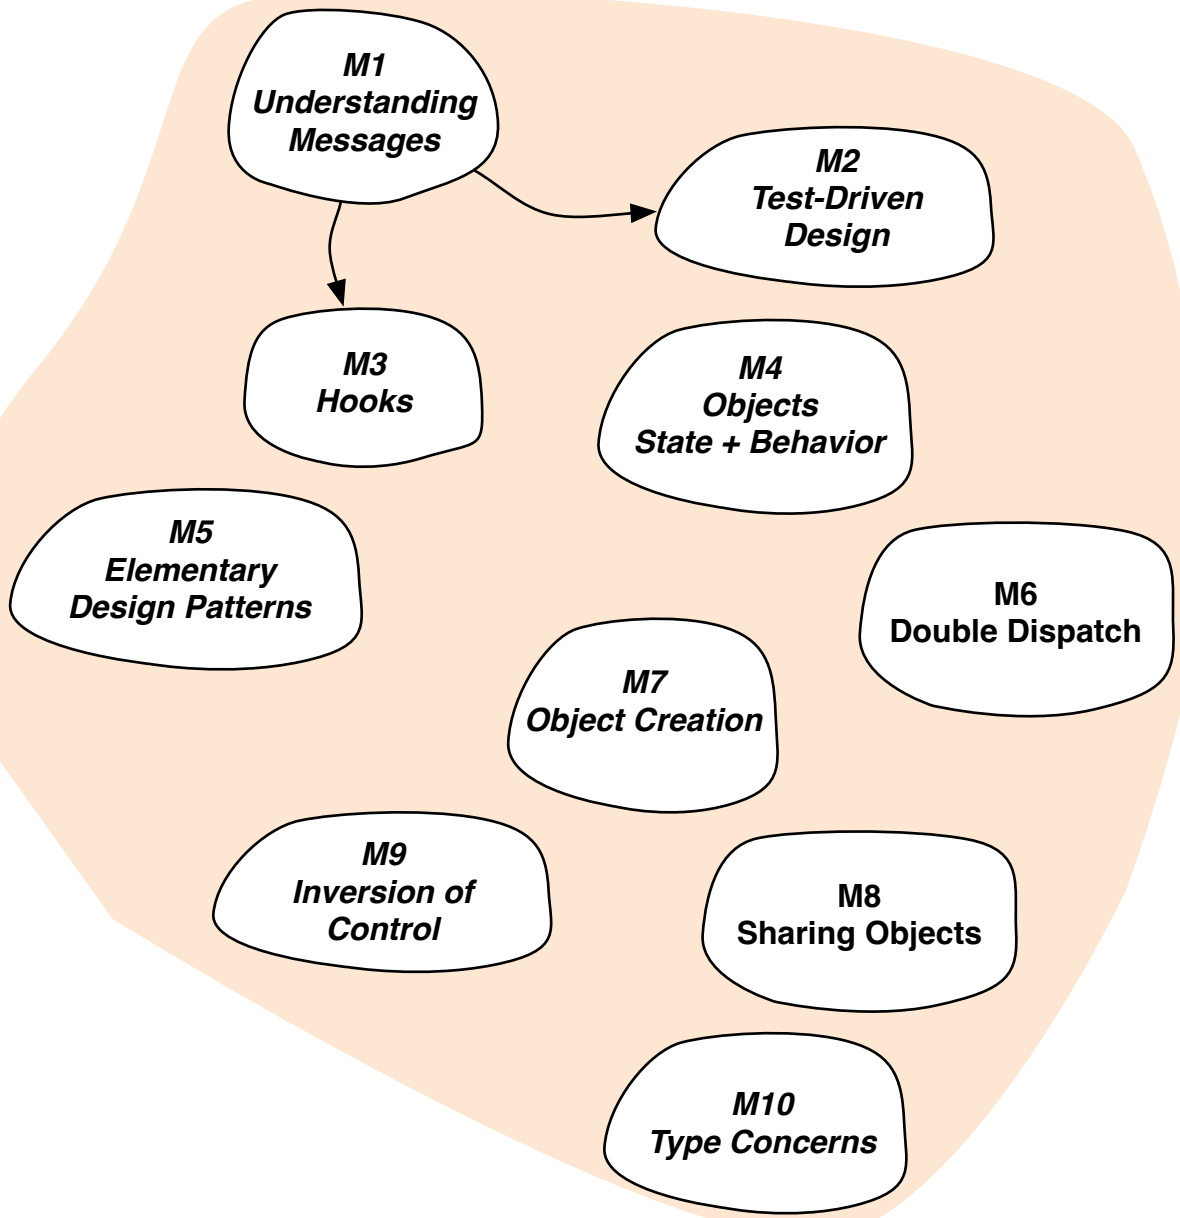 M1
Understanding
Messages
M2
Test-Driven
Design
M3
Hooks
M4
Objects
State + Behavior
M5
Elementary
Design Patterns
M6
Double Dispatch
M7
Object Creation
M9
Inversion of
Control
M8
Sharing Objects
M10
Type Concerns